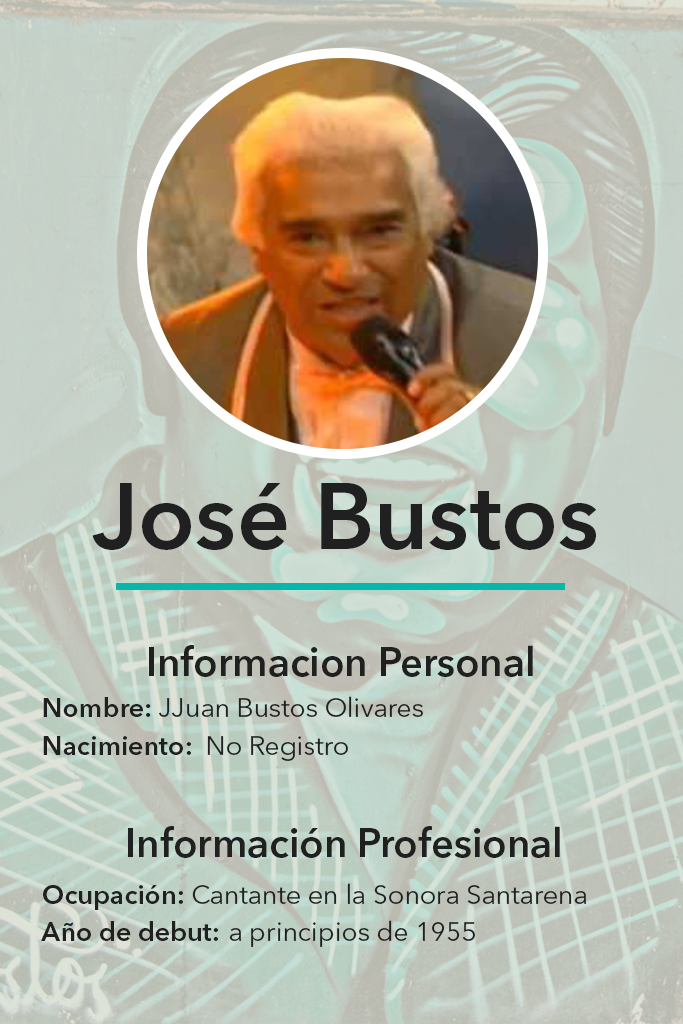 José Bustos
Informacion Personal
Nombre: JJuan Bustos Olivares
Nacimiento: No Registro
Información Profesional
Ocupación: Cantante en la Sonora Santarena
Año de debut: a principios de 1955